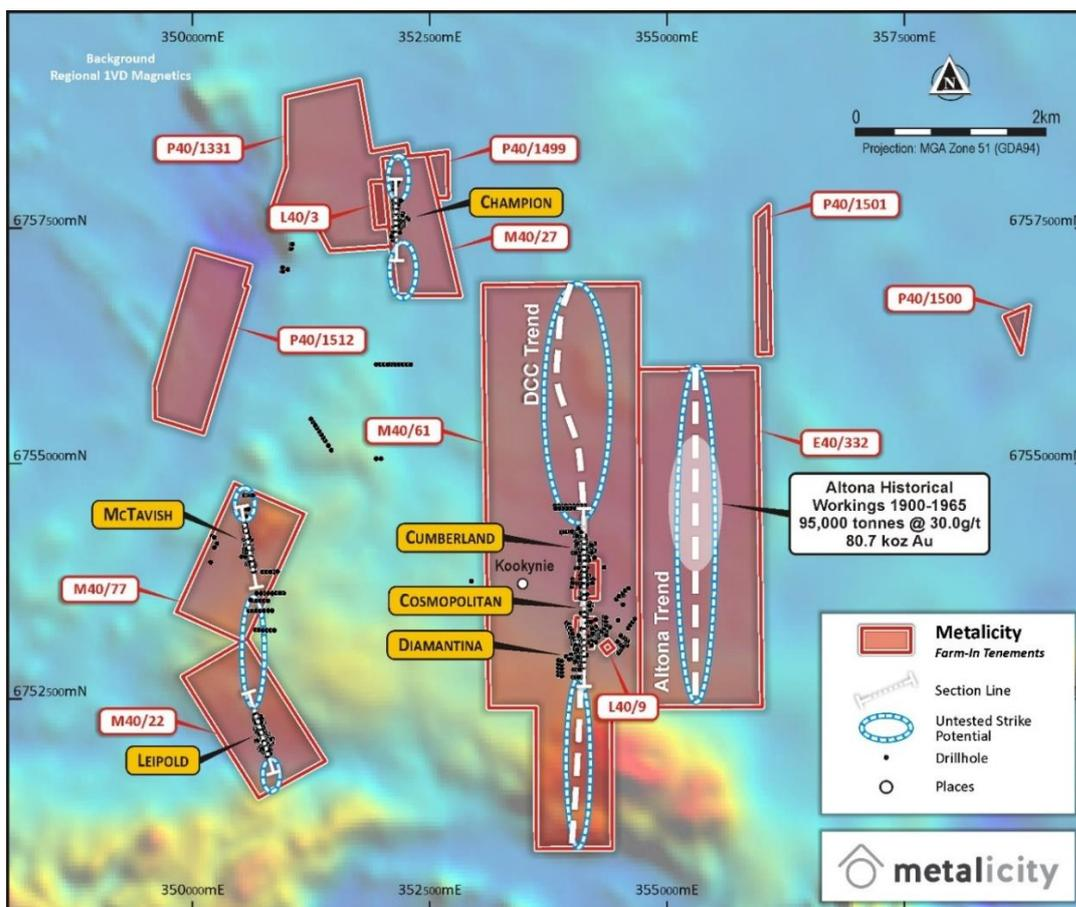 350000mE
352500mE
355000mE
357500mE
Background
Regional 1VD Magnetics
N
0
2km
Projection: MGA Zone 51 (GDA94)
P40/1331
P40/1499
L40/3
CHAMPION
P40/1501
6757500mN
6757500mN
M40/27
P40/1500
P40/1512
DCC Trend
M40/61
E40/332
6755000mN
6755000mN
Altona Historical
Workings 1900-1965
95,000 tonnes @ 30.0g/t
80.7 koz Au
MCTAVISH
CUMBERLAND
Kookynie
M40/77
COSMOPOLITAN
DIAMANTINA
Altona Trend
Metalicity
Farm-In Tenements
6752500mN
Section Line
L40/9
M40/22
Untested Strike
Potential
LEIPOLD
Drillhole
Places
metalicity
350000mE
352500mE
355000mE